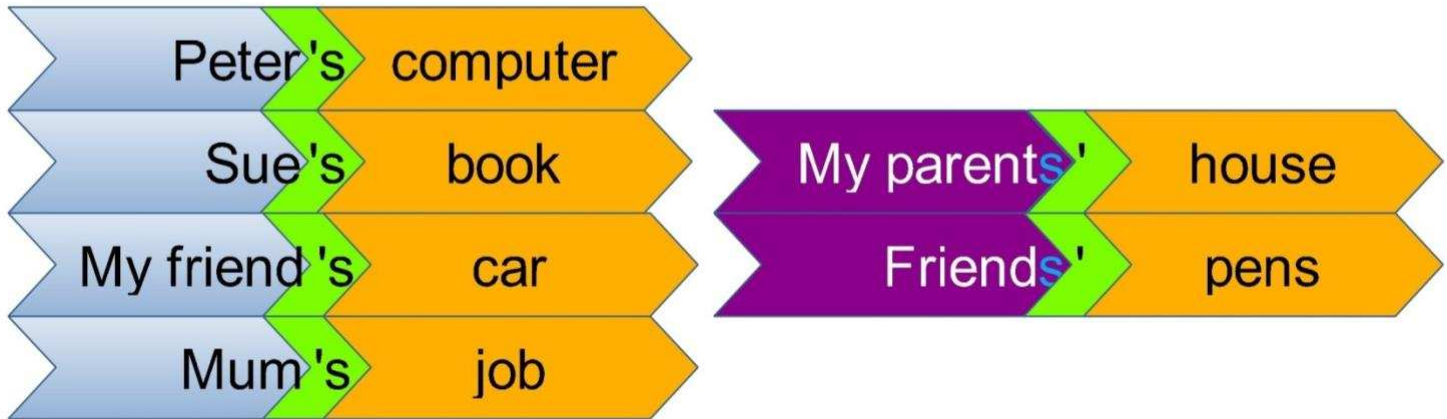 Peter's computer
Sue's book
My friend's car
Mum's job
My parents' house
Friends' pens